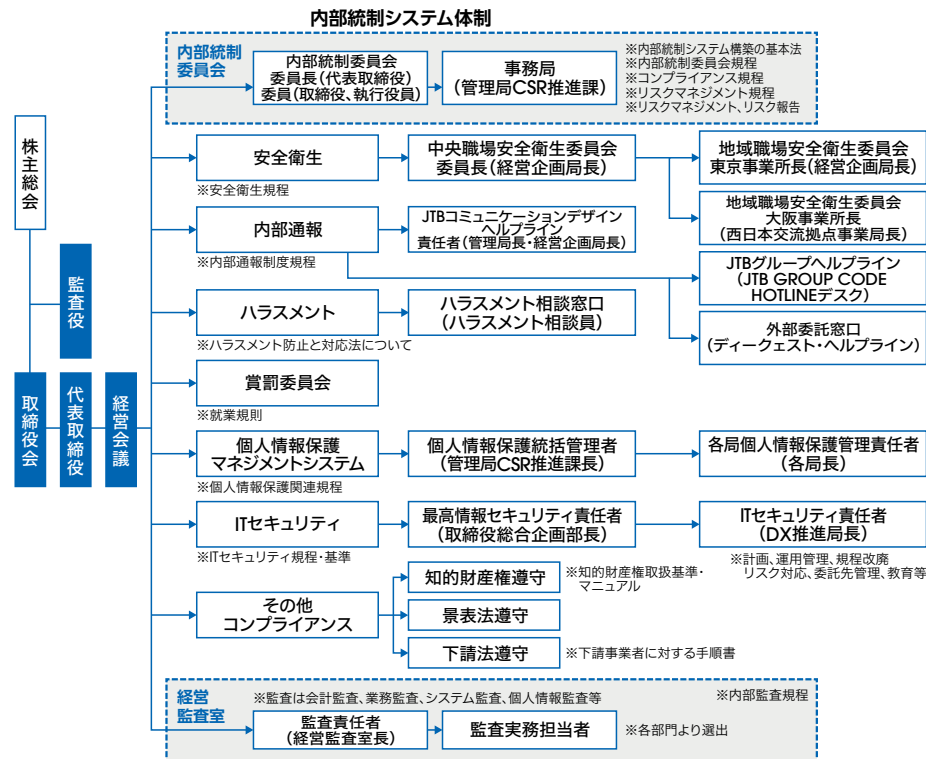 内部統制システム体制
内部統制
委員会
内部統制委員会
委員長（代表取締役）
委員（取締役、執行役員）
事務局
（管理局CSR推進課）
※内部統制システム構築の基本法
※内部統制委員会規程
※コンプライアンス規程
※リスクマネジメント規程
※リスクマネジメント、リスク報告
株主総会
監査役
取締役会
代表取締役
経営会議
安全衛生
※安全衛生規程
中央職場安全衛生委員会
委員長（経営企画局長）
地域職場安全衛生委員会
東京事業所長（経営企画局長）
地域職場安全衛生委員会
大阪事業所長
（西日本交流拠点事業局長）
内部通報
※内部通報制度規程
JTBコミュニケーションデザイン
ヘルプライン
責任者（管理局長・経営企画局長）
JTBグループヘルプライン
（JTB GROUP CODE
HOTLINEデスク）
外部委託窓口
（ディークェスト・ヘルプライン）
ハラスメント
※ハラスメント防止と対応法について
ハラスメント相談窓口
（ハラスメント相談員）
賞罰委員会
※就業規則
個人情報保護
マネジメントシステム
※個人情報保護関連規程
個人情報保護統括管理者
（管理局CSR推進課長）
各局個人情報保護管理責任者
（各局長）
ITセキュリティ
※ITセキュリティ規程・基準
最高情報セキュリティ責任者
（取締役総合企画部長）
ITセキュリティ責任者
（DX推進局長）
※計画、運用管理、規程改廃
リスク対応、委託先管理、教育等
その他
コンプライアンス
知的財産権遵守
※知的財産権取扱基準・
マニュアル
景表法遵守
下請法遵守
※下請事業者に対する手順書
経営
監査室
※監査は会計監査、業務監査、システム監査、個人情報監査等
※内部監査規程
監査責任者
（経営監査室長）
監査実務担当者
※各部門より選出